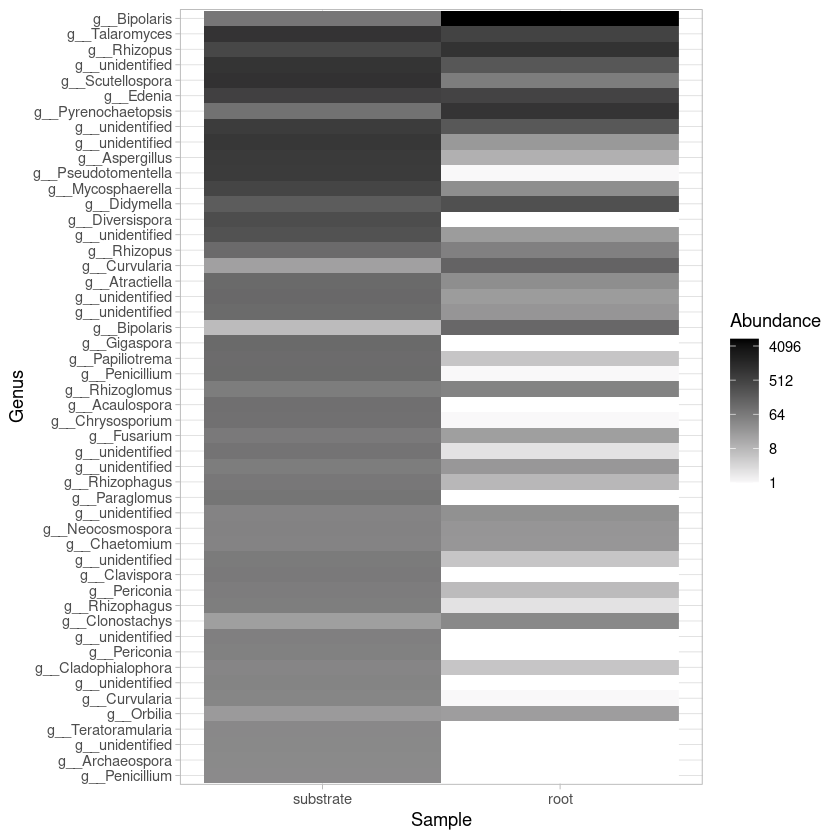 g__Bipolaris
g__Talaromyces
g__Rhizopus
g__unidentified
g__Scutellospora
g__Edenia
g__Pyrenochaetopsis
g__unidentified
g__unidentified
g__Aspergillus
g__Pseudotomentella
g__Mycosphaerella
g__Didymella
g__Diversispora
g__unidentified
g__Rhizopus
g__Curvularia
g__Atractiella
g__unidentified
g__unidentified
g__Bipolaris
g__Gigaspora
g__Papiliotrema
g__Penicillium
g__Rhizoglomus
g__Acaulospora
g__Chrysosporium
g__Fusarium
g__unidentified
g__unidentified
g__Rhizophagus
g__Paraglomus
g__unidentified
g__Neocosmospora
g__Chaetomium
g__unidentified
g__Clavispora
g__Periconia
g__Rhizophagus
g__Clonostachys
g__unidentified
g__Periconia
g__Cladophialophora
g__unidentified
g__Curvularia
g__Orbilia
g__Teratoramularia
g__unidentified
g__Archaeospora
g__Penicillium
Genus
substrate
root
Sample
Abundance
4096
512
64
8
1